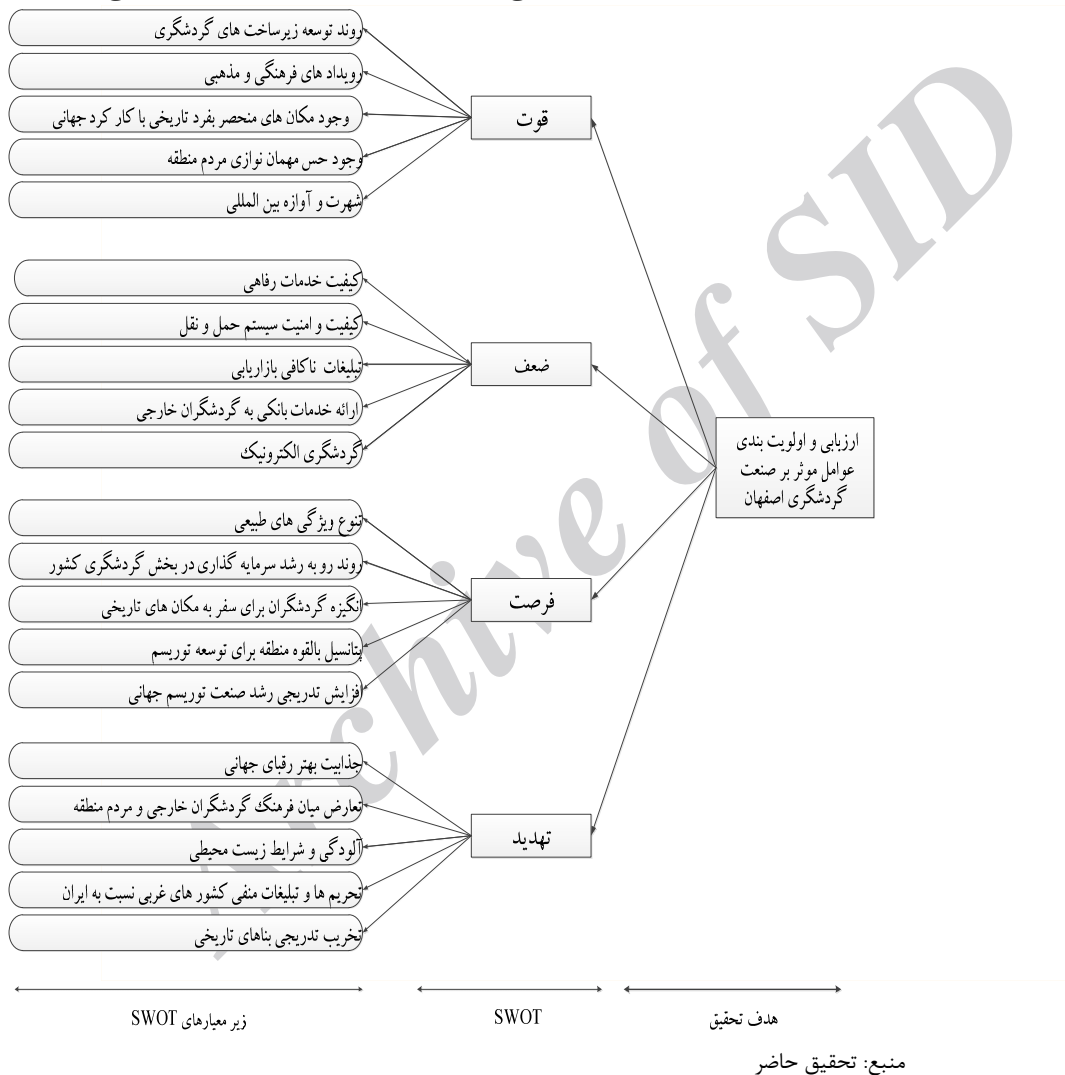 روند توسعه زیرساخت های گردشگری
رویداد های فرهنگی و مذهبی
وجود مکان های منحصر بفرد تاریخی با کار کرد جهانی
وجود حس مهمان نوازی مردم منطقه
شهرت و آوازه بین المللی
قوت
کیفیت خدمات رفاهی
کیفیت و امنیت سیستم حمل و نقل
تبلیغات ناکافی بازاریابی
ارائه خدمات بانکی به گردشگران خارجی
گردشگری الکترونیک
ضعف
ارزیابی و اولویت بندی
عوامل موثر بر صنعت
گردشگری اصفهان
تنوع ویژگی های طبیعی
روند رو به رشد سرمایه گذاری در بخش گردشگری کشور
انگیزه گردشگران برای سفر به مکان های تاریخی
پتانسیل بالقوه منطقه برای توسعه توریسم
افزایش تدریجی رشد صنعت توریسم جهانی
فرصت
جذابیت بهتر رقبای جهانی
تعارض میان فرهنگ گردشگران خارجی و مردم منطقه
آلودگی و شرایط زیست محیطی
تحریم ها و تبلیغات منفی کشور های غربی نسبت به ایران
تخریب تدریجی بناهای تاریخی
تهدید
هدف تحقیق
SWOT
زیر معیارهای SWOT
منبع: تحقیق حاضر
Archive of SID